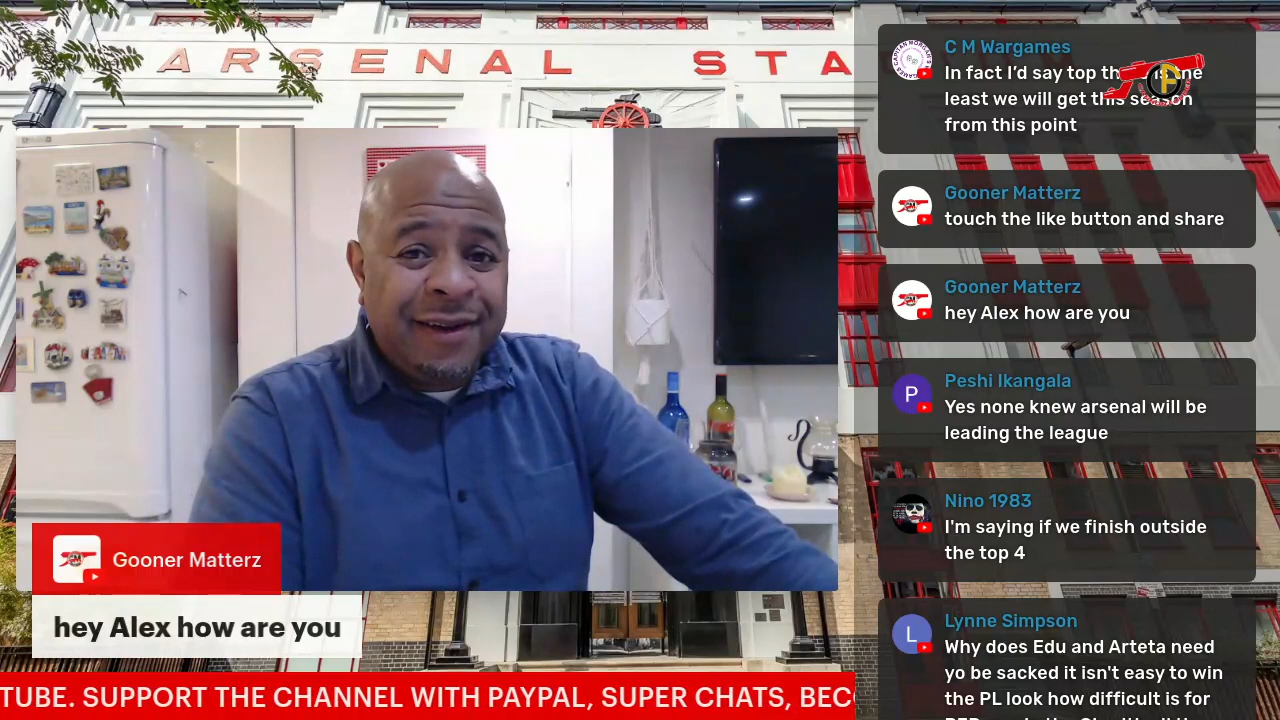 ARSENAL STA
C M Wargames
In fact I'd say top
least we will get this season
from this point
Gooner Matterz
touch the like button and share
Gooner Matterz
hey Alex how are you
Peshi Ikangala
Yes none knew arsenal will be
leading the league
Nino 1983
I'm saying if we finish outside
the top 4
Lynne Simpson
Why does Edu and Arteta need
to be sacked it isn't easy to win
the PL look how difficult is for
Gooner Matterz
hey Alex how are you
TUBE. SUPPORT THE CHANNEL WITH PAYPAL, SUPER CHATS, BEC